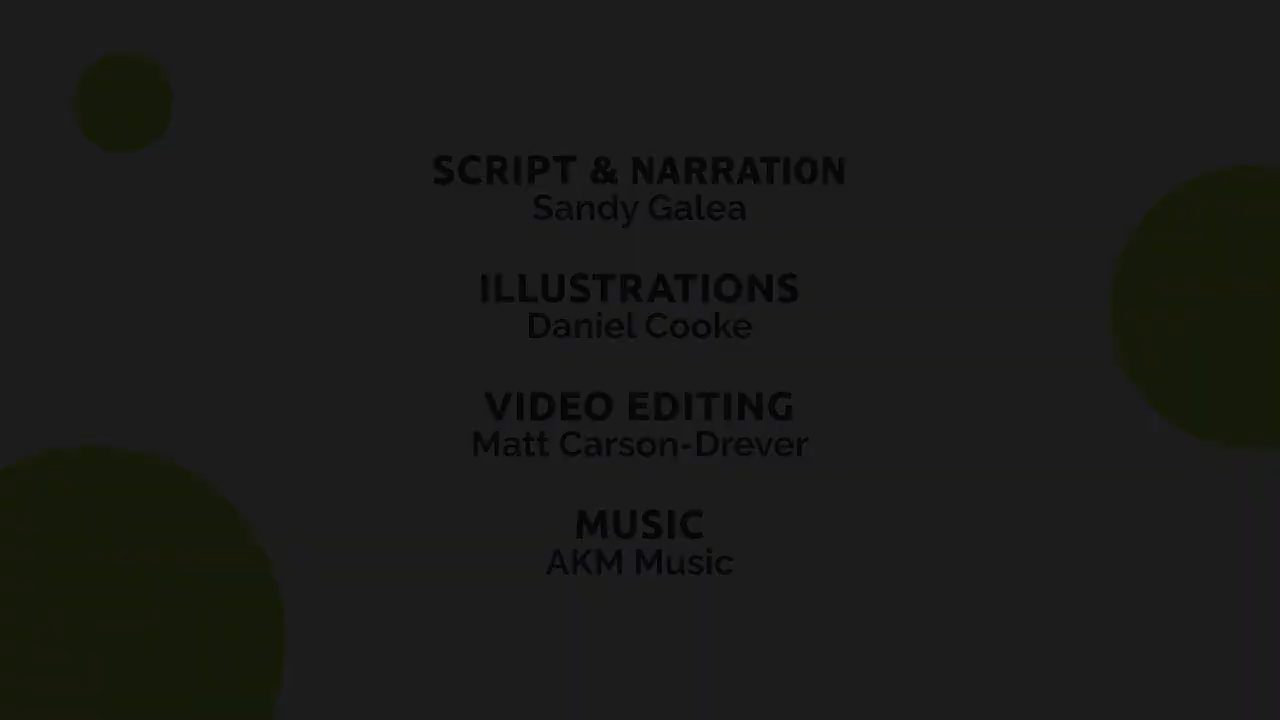 SCRIPT & NARRATION
Sandy Galea
ILLUSTRATIONS
Daniel Cooke
VIDEO EDITING
Matt Carson-Drever
MUSIC
AKM Music